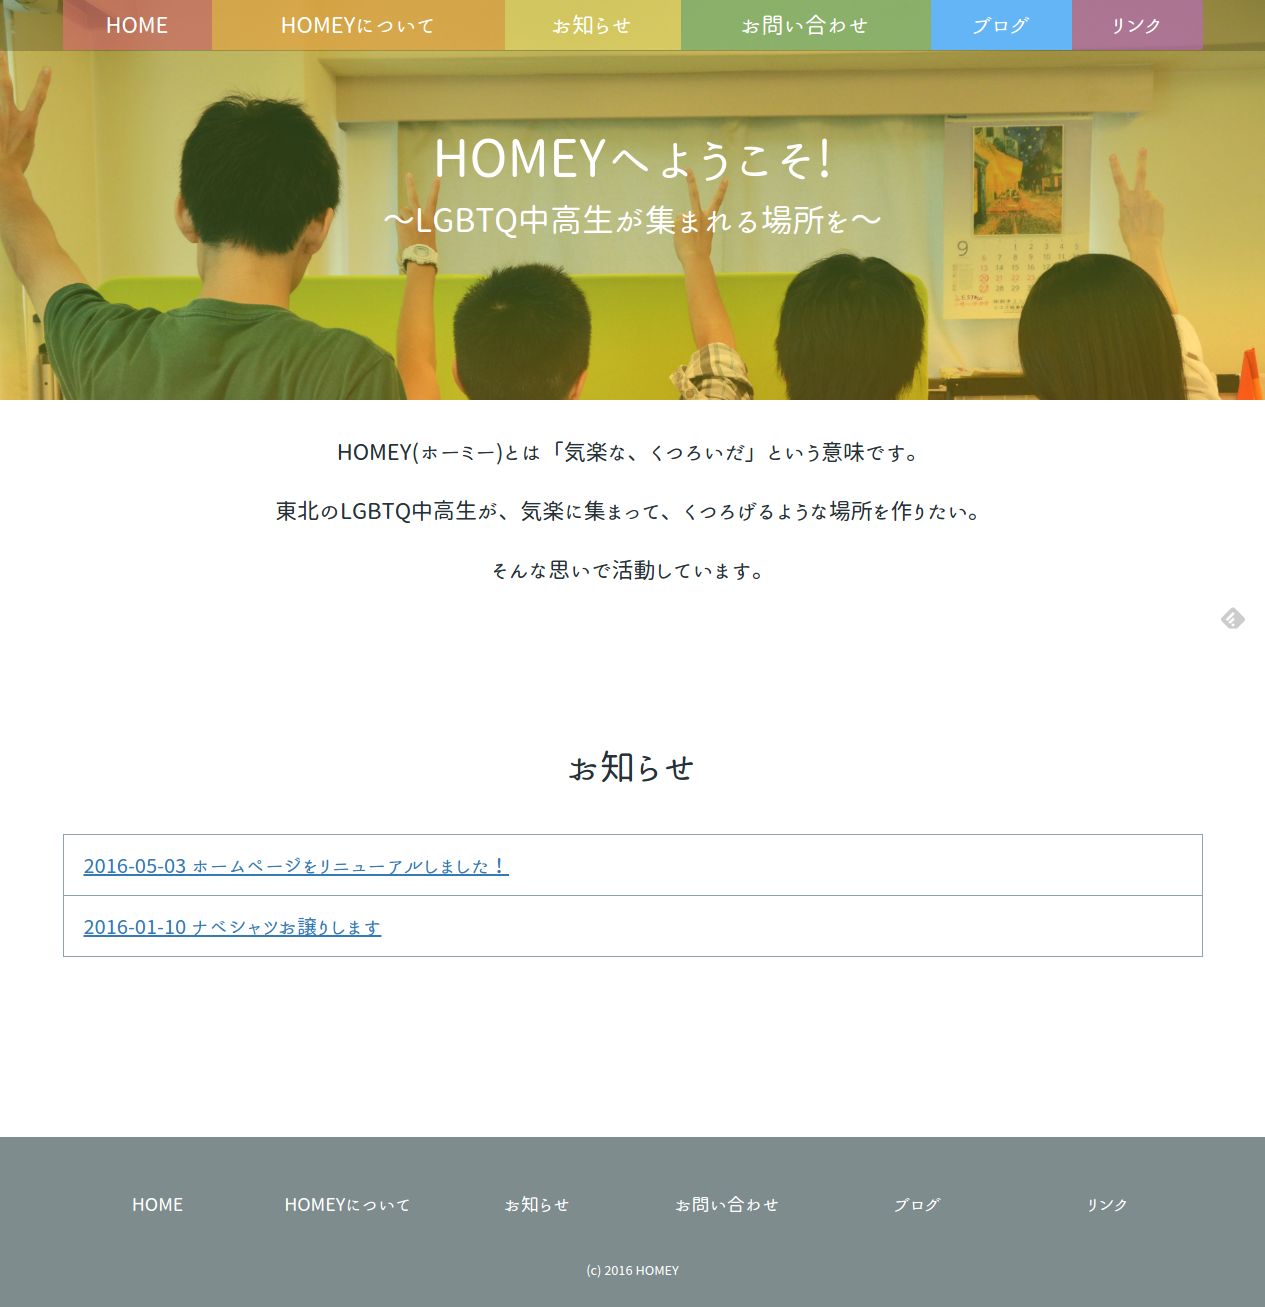 HOME HOMEYについて お知らせ お問い合わせ ブログ リンク
HOMEYへようこそ!
〜LGBTQ中高生が集まれる場所を〜
9
HOMEY(ホーミー)とは「気楽な、くつろいだ」という意味です。
東北のLGBTQ中高生が、気楽に集まって、くつろげるような場所を作りたい。
そんな思いで活動しています。
お知らせ
2016-05-03 ホームページをリニューアルしました！
2016-01-10 ナベシャツお譲りします
HOME HOMEYについて お知らせ お問い合わせ ブログ リンク
(c) 2016 HOMEY